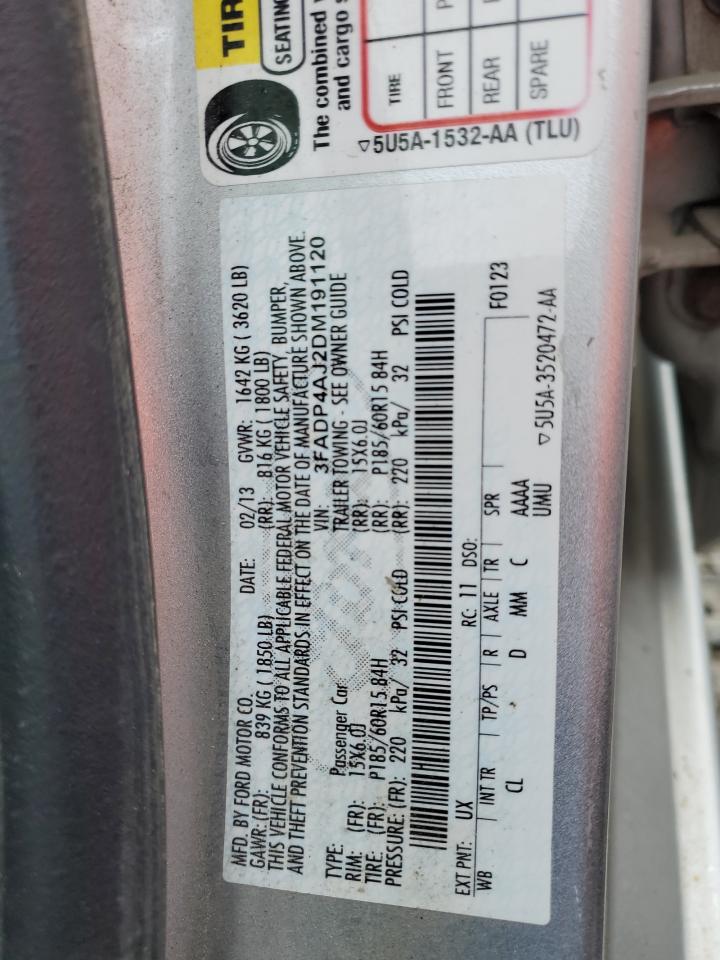 TIR
SEATING
The combined
and cargo s
TIRE
FRONT
REAR
SPARE
5U5A-1532-AA (TLU)
MFD. BY FORD MOTOR CO.
DATE: 02/13 GVWR: 1642 KG ( 3620 LB)
GAWR: (FR): 839 KG ( 1850 LB) (RR): 816 KG ( 1800 LB)
THIS VEHICLE CONFORMS TO ALL APPLICABLE FEDERAL MOTOR VEHICLE SAFETY, BUMPER,
AND THEFT PREVENTION STANDARDS IN EFFECT ON THE DATE OF MANUFACTURE SHOWN ABOVE.
VIN: 3FADP4AJ2DM191120
TYPE: Passenger Car TRAILER TOWING - SEE OWNER GUIDE
RIM: (FR): 15X6.0J (RR): 15X6.0J
TIRE: (FR): P185/60R15 84H (RR): P185/60R15 84H
PRESSURE: (FR): 220 kPa/ 32 PSI COLD (RR): 220 kPa/ 32 PSI COLD
EXT PNT: UX RC: 11 DSO: F0123
WB INT TR TP/PS R AXLE TR SPR
CL D MM C AAAA
UMU
5U5A-3520472-AA